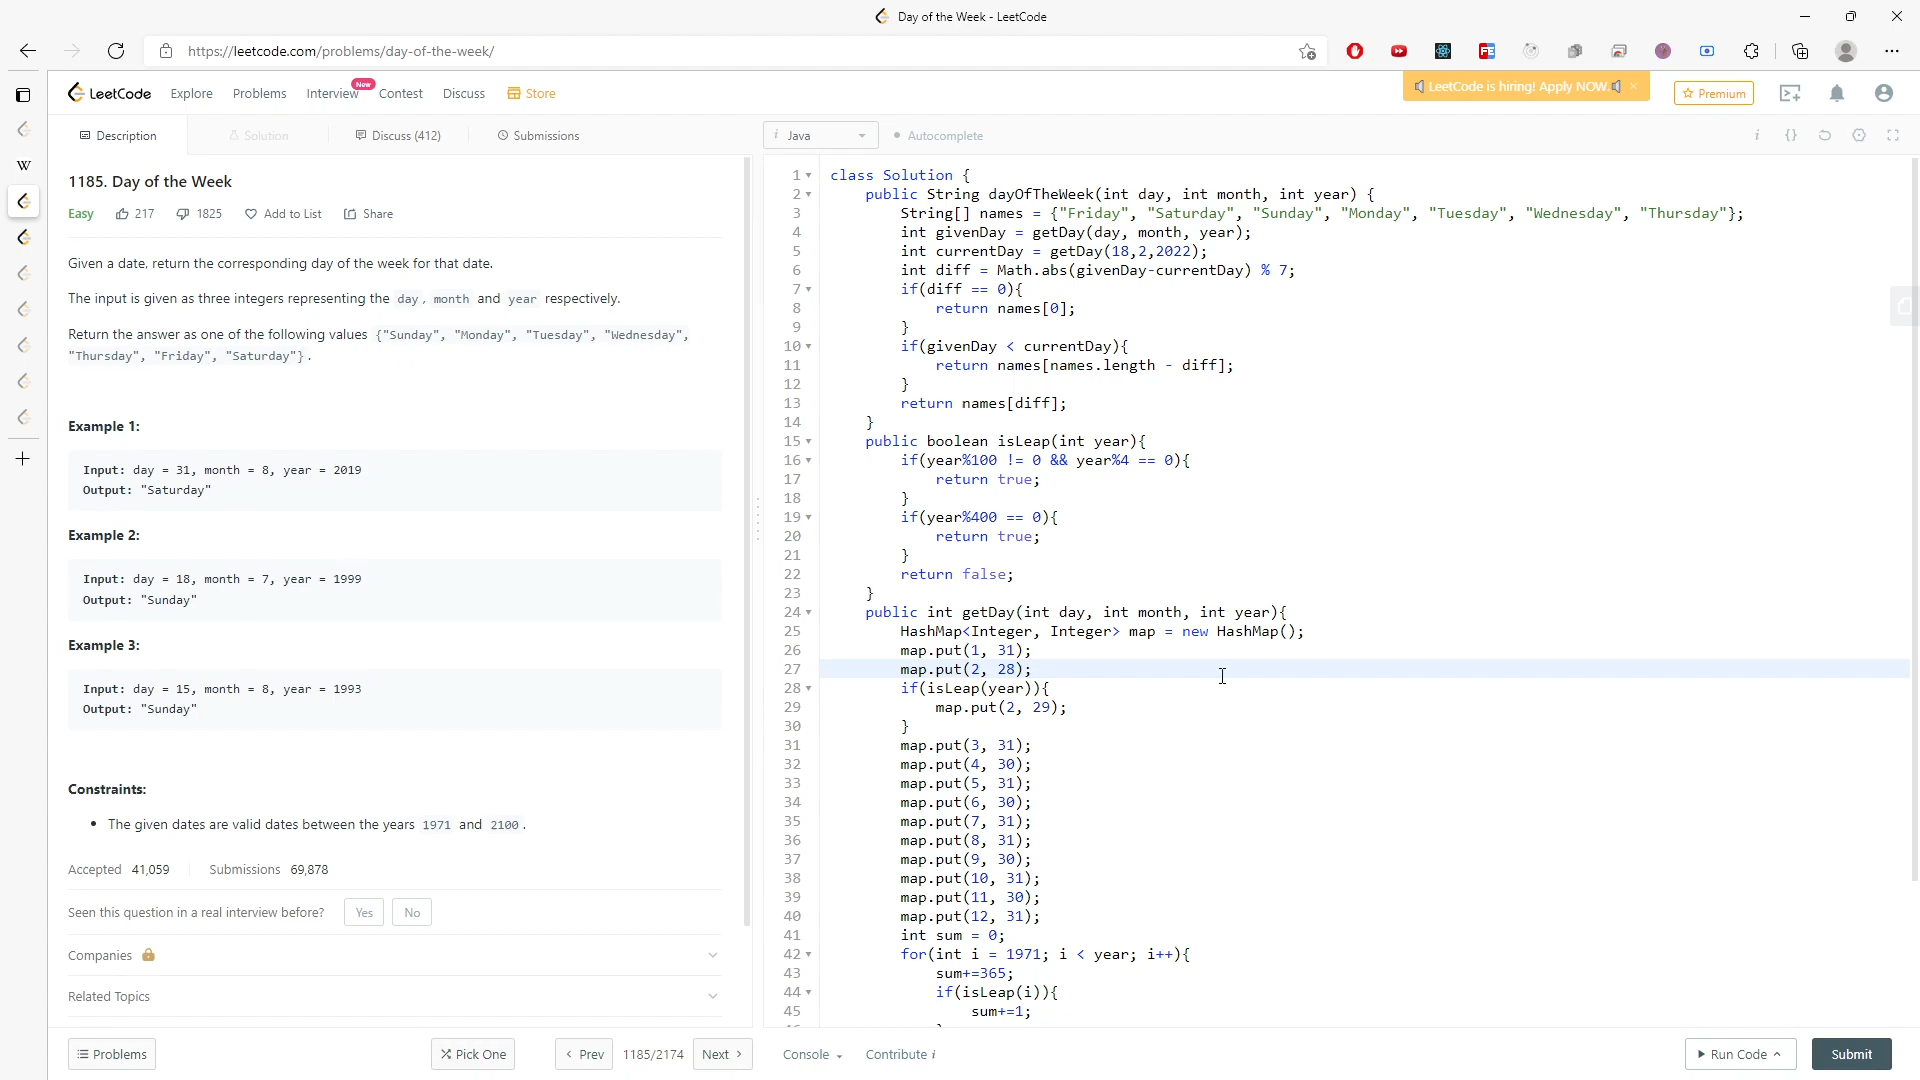 Day of the Week - LeetCode
https://leetcode.com/problems/day-of-the-week/
LeetCode
Explore
Problems
Interview
New
Contest
Discuss
Store
LeetCode is hiring! Apply NOW.
Premium
W
Description
Solution
Discuss (412)
Submissions
i Java
Autocomplete
1185. Day of the Week
Easy
217
1825
Add to List
Share
Given a date, return the corresponding day of the week for that date.
The input is given as three integers representing the day, month and year respectively.
Return the answer as one of the following values {"Sunday", "Monday", "Tuesday", "Wednesday",
"Thursday", "Friday", "Saturday"}.
Example 1:
Input: day = 31, month = 8, year = 2019
Output: "Saturday"
Example 2:
Input: day = 18, month = 7, year = 1999
Output: "Sunday"
Example 3:
Input: day = 15, month = 8, year = 1993
Output: "Sunday"
Constraints:
• The given dates are valid dates between the years 1971 and 2100.
Accepted 41,059
Submissions 69,878
Seen this question in a real interview before?
Yes
No
Companies
Related Topics
Problems
Pick One
Prev
1185/2174
Next
1 class Solution {
2 public String dayOfTheWeek(int day, int month, int year) {
3 String[] names = {"Friday", "Saturday", "Sunday", "Monday", "Tuesday", "Wednesday", "Thursday"};
4 int givenDay = getDay(day, month, year);
5 int currentDay = getDay(18,2,2022);
6 int diff = Math.abs(givenDay-currentDay) % 7;
7 if(diff == 0){
8 return names[0];
9 }
10 if(givenDay < currentDay){
11 return names[names.length - diff];
12 }
13 return names[diff];
14 }
15 public boolean isLeap(int year){
16 if(year%100 != 0 && year%4 == 0){
17 return true;
18 }
19 if(year%400 == 0){
20 return true;
21 }
22 return false;
23 }
24 public int getDay(int day, int month, int year){
25 HashMap<Integer, Integer> map = new HashMap();
26 map.put(1, 31);
27 map.put(2, 28);
28 if(isLeap(year)){
29 map.put(2, 29);
30 }
31 map.put(3, 31);
32 map.put(4, 30);
33 map.put(5, 31);
34 map.put(6, 30);
35 map.put(7, 31);
36 map.put(8, 31);
37 map.put(9, 30);
38 map.put(10, 31);
39 map.put(11, 30);
40 map.put(12, 31);
41 int sum = 0;
42 for(int i = 1971; i < year; i++){
43 sum+=365;
44 if(isLeap(i)){
45 sum+=1;
Console
Contribute i
Run Code
Submit